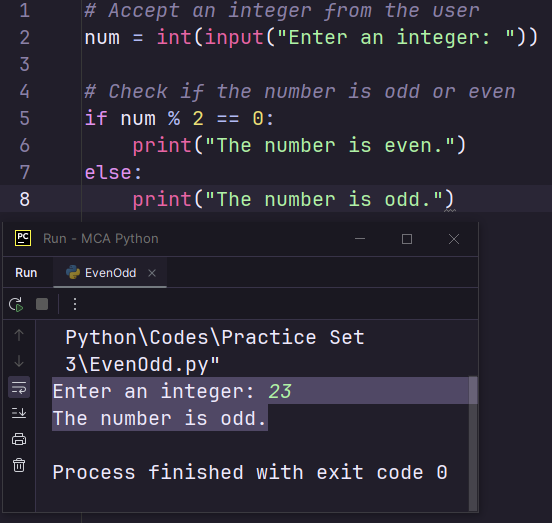 1 # Accept an integer from the user
2 num = int(input("Enter an integer: "))
3
4 # Check if the number is odd or even
5 if num % 2 == 0:
6     print("The number is even.")
7 else:
8     print("The number is odd.")
PC Run - MCA Python
Run EvenOdd
Python\Codes\Practice Set
3\EvenOdd.py"
Enter an integer: 23
The number is odd.
Process finished with exit code 0